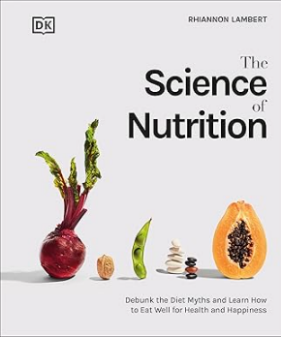 DK
RHIANNON LAMBERT
The
Science
of
Nutrition
Debunk the Diet Myths and Learn How
to Eat Well for Health and Happiness